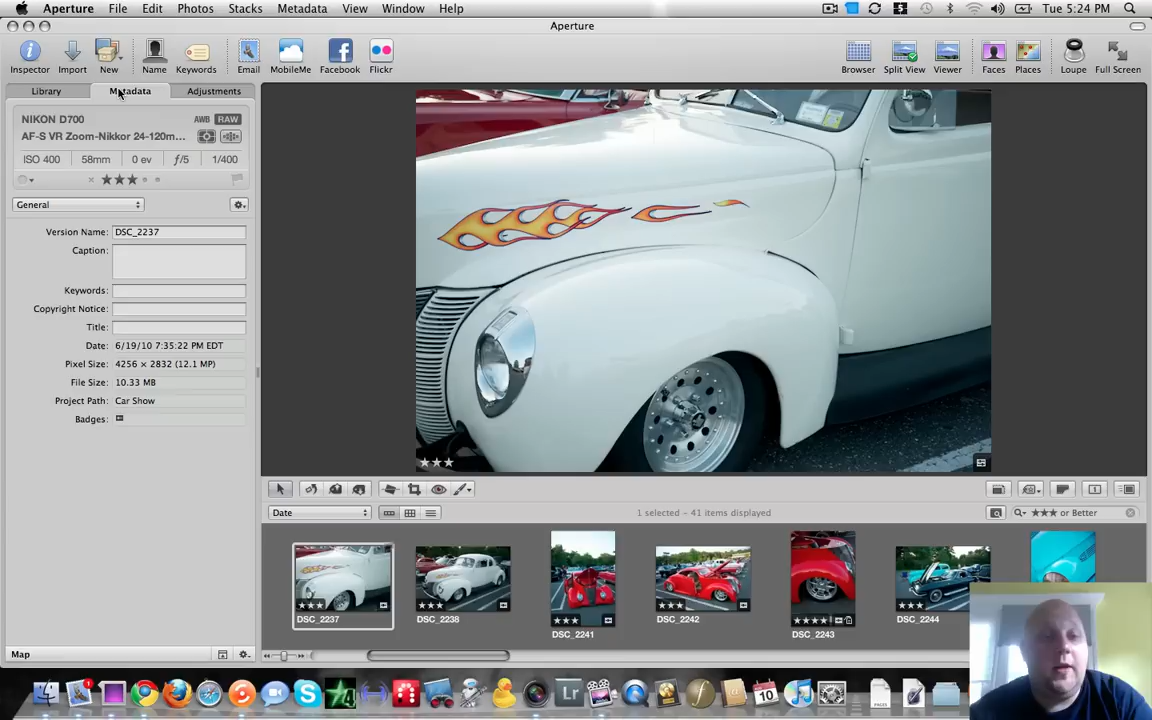 Aperture File Edit Photos Stacks Metadata View Window Help Tue 5:24 PM
Aperture
Inspector Import New Name Keywords Email MobileMe Facebook Flickr Browser Split View Viewer Faces Places Loupe Full Screen
Library Metadata Adjustments
NIKON D700 AWB RAW
AF-S VR Zoom-Nikkor 24-120m...
ISO 400 58mm 0 ev f/5 1/400
General
Version Name: DSC_2237
Caption:
Keywords:
Copyright Notice:
Title:
Date: 6/19/10 7:35:22 PM EDT
Pixel Size: 4256 × 2832 (12.1 MP)
File Size: 10.33 MB
Project Path: Car Show
Badges:
Date 1 selected - 41 items displayed ★★★ or Better
DSC_2237 DSC_2238 DSC_2241 DSC_2242 DSC_2243 DSC_2244
Map
Lr
10
PAGES